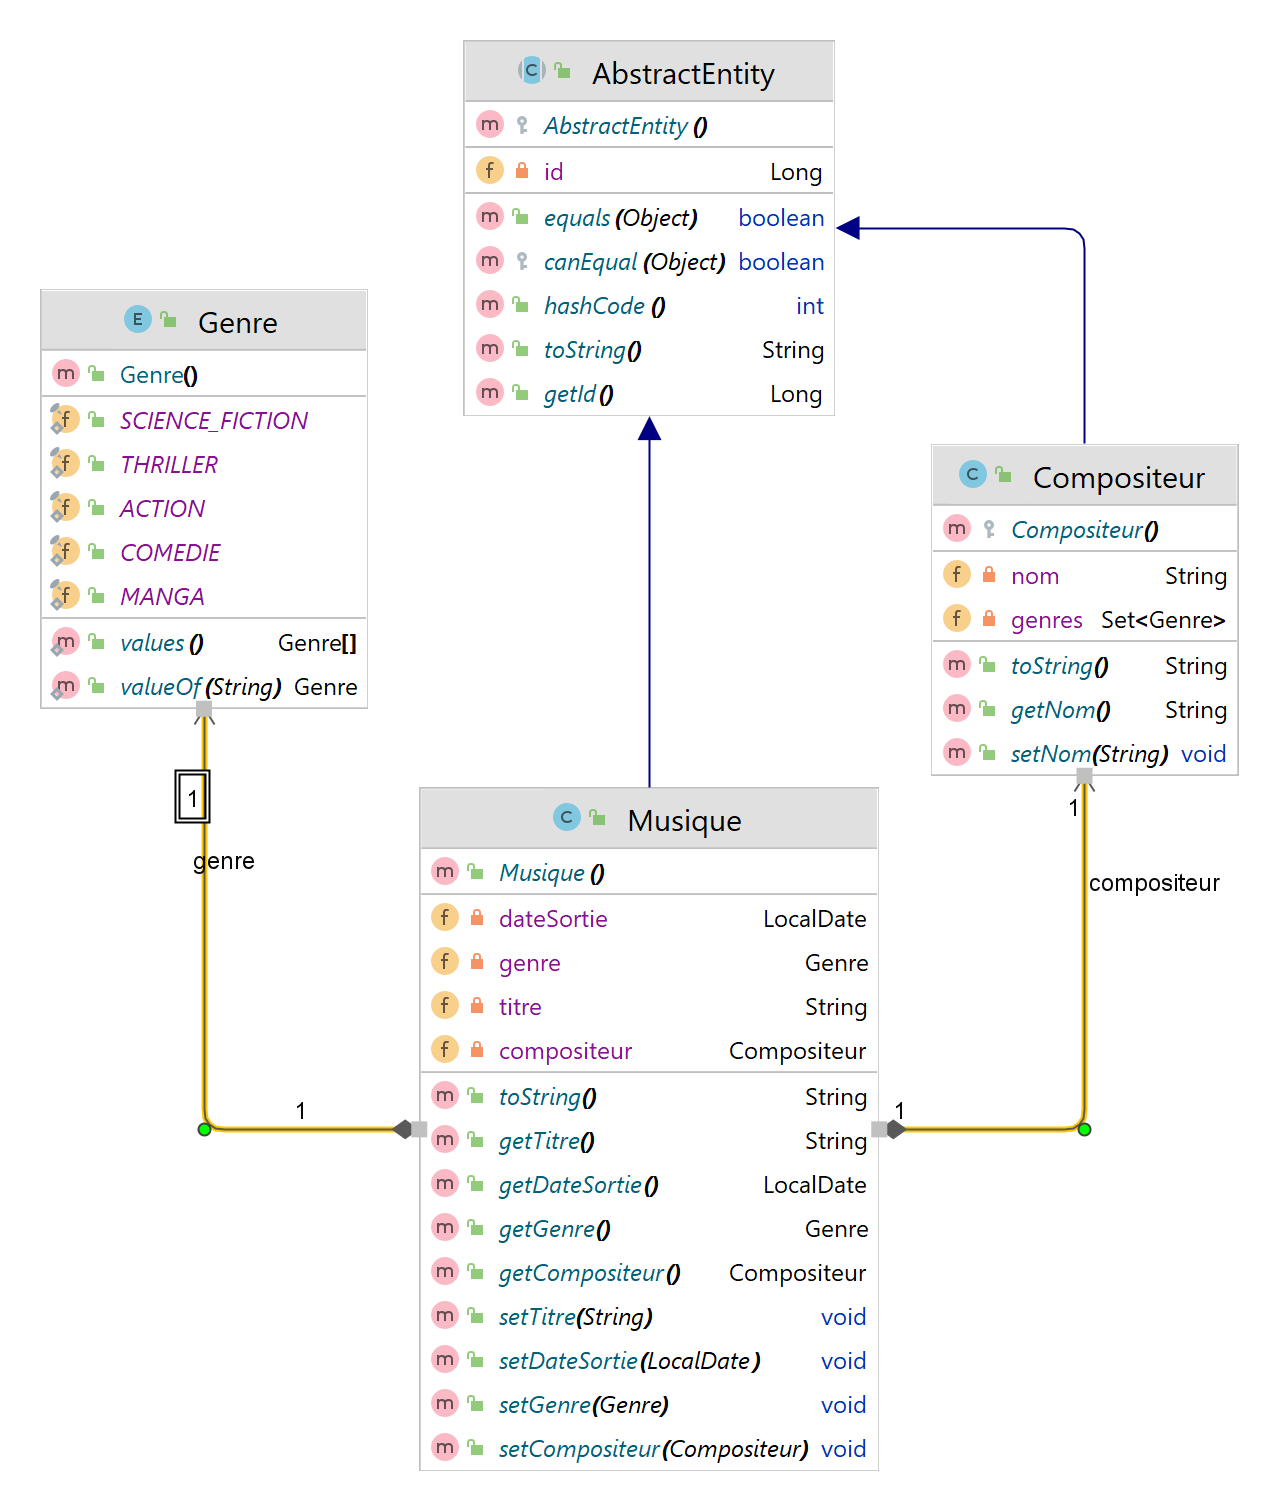 AbstractEntity
AbstractEntity ()
id Long
equals (Object) boolean
canEqual (Object) boolean
hashCode () int
toString() String
getId () Long
Genre
Genre()
SCIENCE_FICTION
THRILLER
ACTION
COMEDIE
MANGA
values () Genre[]
valueOf (String) Genre
Compositeur
Compositeur()
nom String
genres Set<Genre>
toString() String
getNom() String
setNom(String) void
1
genre
1
1
compositeur
1
Musique
Musique ()
dateSortie LocalDate
genre Genre
titre String
compositeur Compositeur
toString() String
getTitre() String
getDateSortie() LocalDate
getGenre() Genre
getCompositeur() Compositeur
setTitre(String) void
setDateSortie(LocalDate) void
setGenre(Genre) void
setCompositeur(Compositeur) void